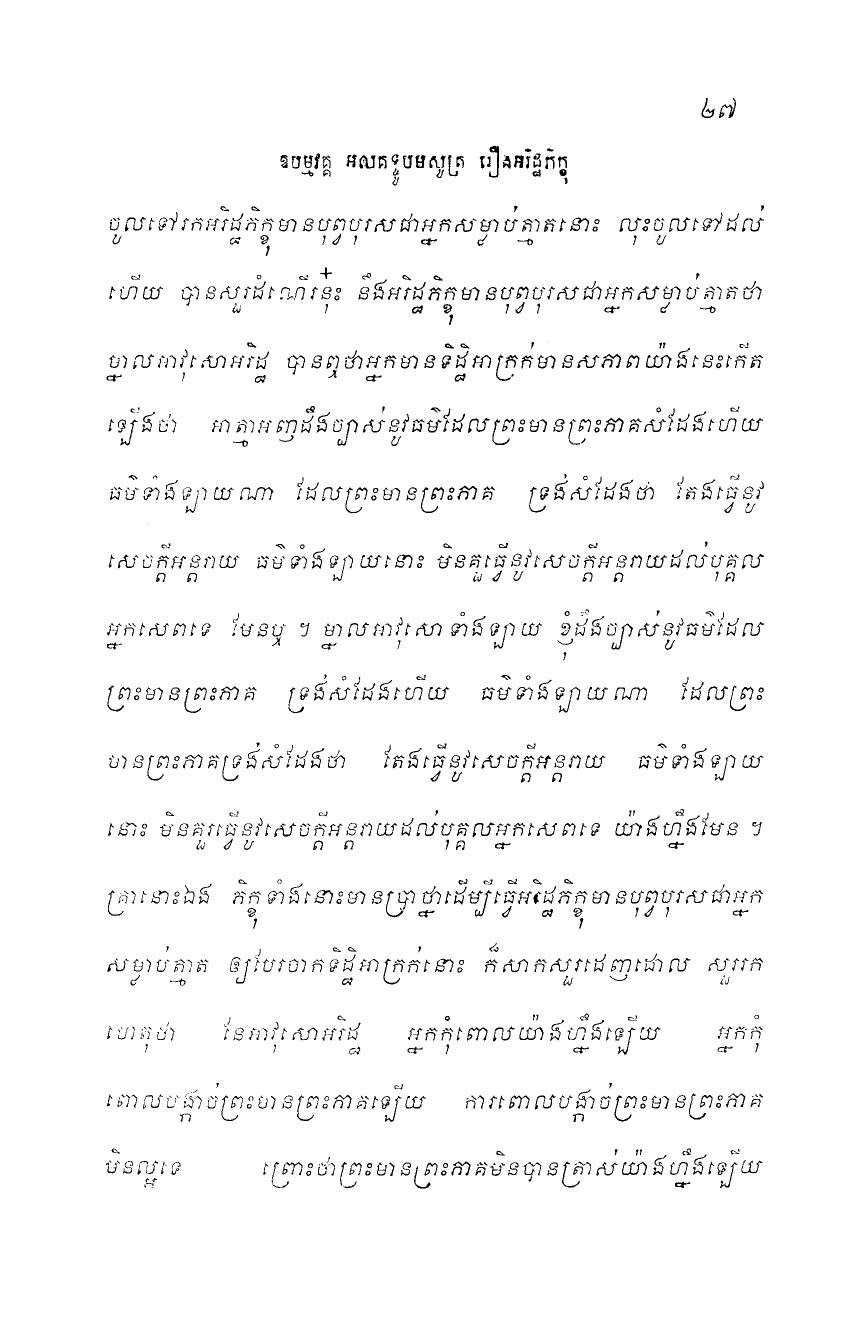 ២៧
ឧបម្មវគ្គ អលគទ្ទូបមសូត្រ រឿងអរិដ្ឋភិក្ខុ
ចូលទៅរកអរិដ្ឋភិក្ខុមានបុព្វបុរសជាអ្នកសម្លាប់ត្មាតនោះ លុះចូលទៅដល់
ហើយ បានសួរដំណើរនុ៎ះ នឹងអរិដ្ឋភិក្ខុមានបុព្វបុរសជាអ្នកសម្លាប់ត្មាតថា
ម្នាលអាវុសោអរិដ្ឋ បានឮថាអ្នកមានទិដ្ឋិអាក្រក់មានសភាពយ៉ាងនេះកើត
ឡើងថា អាត្មាអញដឹងច្បាស់នូវធម៌ដែលព្រះមានព្រះភាគសំដែងហើយ
ធម៌ទាំងឡាយណា ដែលព្រះមានព្រះភាគ ទ្រង់សំដែងថា តែងធ្វើនូវ
សេចក្តីអន្តរាយ ធម៌ទាំងឡាយនោះ មិនគួរធ្វើនូវសេចក្តីអន្តរាយដល់បុគ្គល
អ្នកសេពទេ មែនឬ ។ ម្នាលអាវុសោទាំងឡាយ ខ្ញុំដឹងច្បាស់នូវធម៌ដែល
ព្រះមានព្រះភាគ ទ្រង់សំដែងហើយ ធម៌ទាំងឡាយណា ដែលព្រះ
មានព្រះភាគទ្រង់សំដែងថា តែងធ្វើនូវសេចក្តីអន្តរាយ ធម៌ទាំងឡាយ
នោះ មិនគួរធ្វើនូវសេចក្តីអន្តរាយដល់បុគ្គលអ្នកសេពទេ យ៉ាងហ្នឹងមែន ។
គ្រានោះឯង ភិក្ខុទាំងនោះមានប្រាថ្នាដើម្បីធ្វើអរិដ្ឋភិក្ខុមានបុព្វបុរសជាអ្នក
សម្លាប់ត្មាត ឲ្យបែរចាកទិដ្ឋិអាក្រក់នោះ ក៏សាកសួរដេញដោល សួររក
ហេតុថា នែអាវុសោអរិដ្ឋ អ្នកកុំពោលយ៉ាងហ្នឹងឡើយ អ្នកកុំ
ពោលបង្កាច់ព្រះមានព្រះភាគឡើយ ការពោលបង្កាច់ព្រះមានព្រះភាគ
មិនល្អទេ ព្រោះថាព្រះមានព្រះភាគមិនបានត្រាស់យ៉ាងហ្នឹងឡើយ